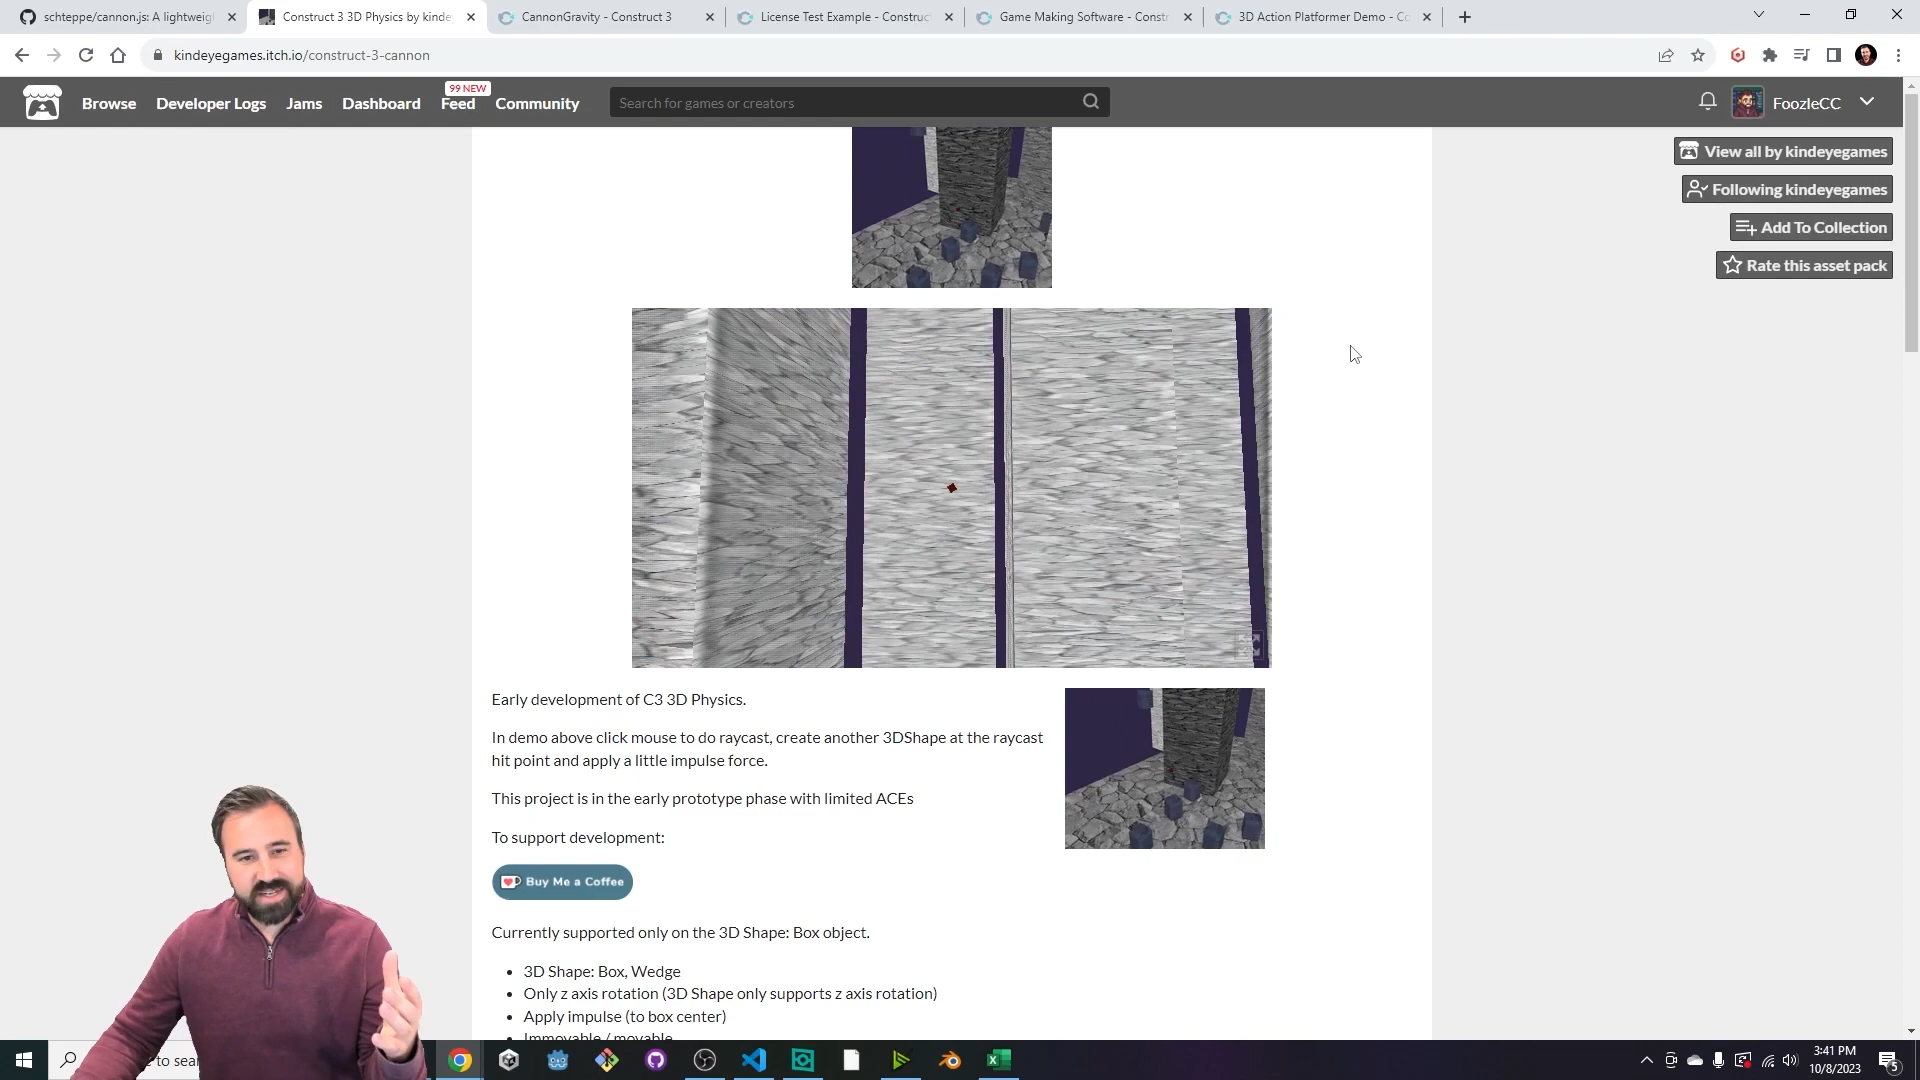 schteppe/cannon.js: A lightweig
Construct 3 3D Physics by kinde
CannonGravity - Construct 3
License Test Example - Construc
Game Making Software - Constr
3D Action Platformer Demo - Co
kindeyegames.itch.io/construct-3-cannon
Browse
Developer Logs
Jams
Dashboard
99 NEW
Feed
Community
Search for games or creators
FoozleCC
View all by kindeyegames
Following kindeyegames
Add To Collection
Rate this asset pack
Early development of C3 3D Physics.
In demo above click mouse to do raycast, create another 3DShape at the raycast
hit point and apply a little impulse force.
This project is in the early prototype phase with limited ACEs
To support development:
Buy Me a Coffee
Currently supported only on the 3D Shape: Box object.
• 3D Shape: Box, Wedge
• Only z axis rotation (3D Shape only supports z axis rotation)
• Apply impulse (to box center)
• Immovable / movable
to sear
3:41 PM
10/8/2023
5